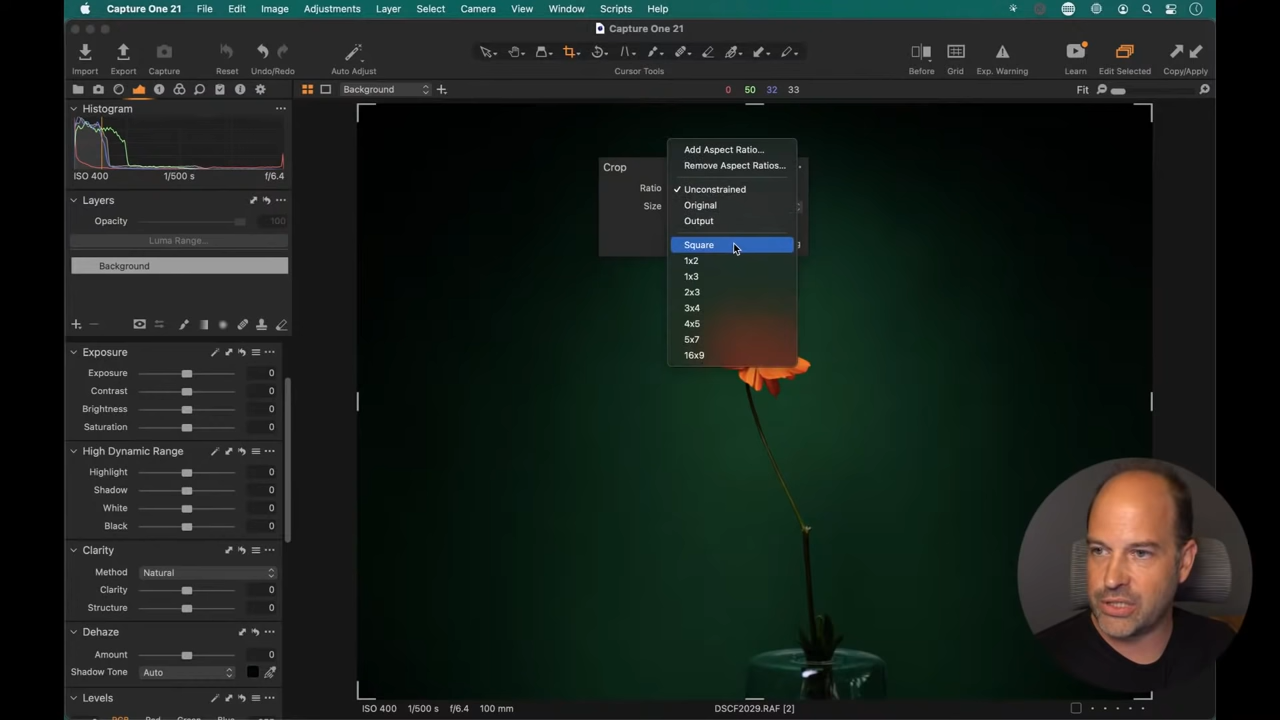 Capture One 21 File Edit Image Adjustments Layer Select Camera View Window Scripts Help
Capture One 21
Import Export Capture Reset Undo/Redo Auto Adjust Cursor Tools Before Grid Exp. Warning Learn Edit Selected Copy/Apply
Background
0 50 32 33
Fit
Histogram
ISO 400 1/500 s f/6.4
Layers
Opacity 100
Luma Range...
Background
Exposure
Exposure 0
Contrast 0
Brightness 0
Saturation 0
High Dynamic Range
Highlight 0
Shadow 0
White 0
Black 0
Clarity
Method Natural
Clarity 0
Structure 0
Dehaze
Amount 0
Shadow Tone Auto
Levels
RGB Red Green Blue
Crop
Ratio
Size
Add Aspect Ratio...
Remove Aspect Ratios...
✓ Unconstrained
Original
Output
Square
1x2
1x3
2x3
3x4
4x5
5x7
16x9
ISO 400 1/500 s f/6.4 100 mm
DSCF2029.RAF [2]